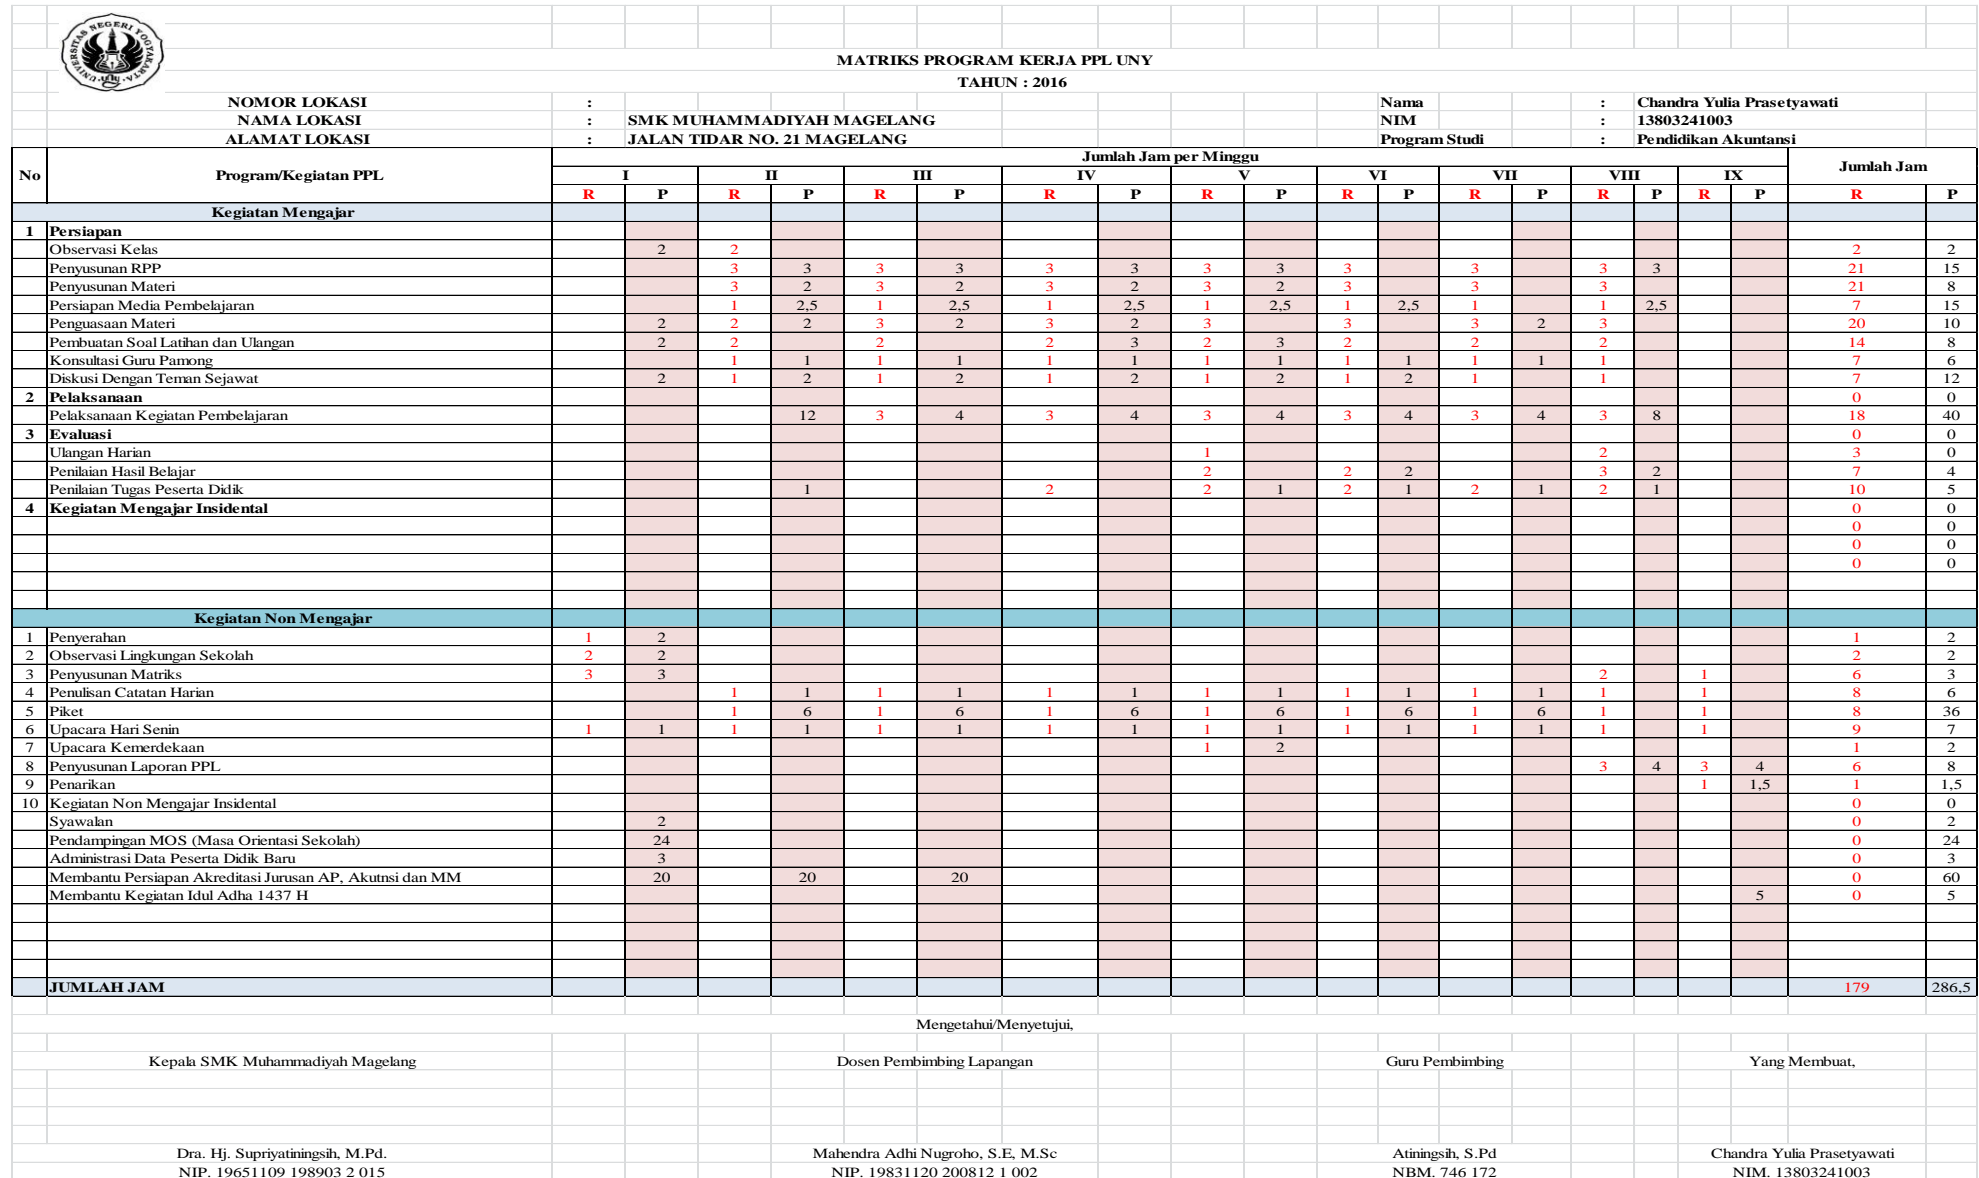 UNIVERSITAS NEGERI YOGYAKARTA
UNY
MATRIKS PROGRAM KERJA PPL UNY
TAHUN : 2016
NOMOR LOKASI : Nama : Chandra Yulia Prasetyawati
NAMA LOKASI : SMK MUHAMMADIYAH MAGELANG NIM : 13803241003
ALAMAT LOKASI : JALAN TIDAR NO. 21 MAGELANG Program Studi : Pendidikan Akuntansi
No Program/Kegiatan PPL Jumlah Jam per Minggu Jumlah Jam
I II III IV V VI VII VIII IX
R P R P R P R P R P R P R P R P R P R P
Kegiatan Mengajar
1 Persiapan
Observasi Kelas 2 2 2 2
Penyusunan RPP 3 3 3 3 3 3 3 3 3 3 3 3 21 15
Penyusunan Materi 3 2 3 2 3 2 3 2 3 3 3 21 8
Persiapan Media Pembelajaran 1 2,5 1 2,5 1 2,5 1 2,5 1 2,5 1 1 2,5 7 15
Penguasaan Materi 2 2 2 3 2 3 2 3 3 3 2 3 20 10
Pembuatan Soal Latihan dan Ulangan 2 2 2 2 3 2 3 2 2 2 14 8
Konsultasi Guru Pamong 1 1 1 1 1 1 1 1 1 1 1 1 1 7 6
Diskusi Dengan Teman Sejawat 2 1 2 1 2 1 2 1 2 1 2 1 1 7 12
2 Pelaksanaan 0 0
Pelaksanaan Kegiatan Pembelajaran 12 3 4 3 4 3 4 3 4 3 4 3 8 18 40
3 Evaluasi 0 0
Ulangan Harian 1 2 3 0
Penilaian Hasil Belajar 2 2 2 3 2 7 4
Penilaian Tugas Peserta Didik 1 2 2 1 2 1 2 1 2 1 10 5
4 Kegiatan Mengajar Insidental 0 0
0 0
0 0
0 0
Kegiatan Non Mengajar
1 Penyerahan 1 2 1 2
2 Observasi Lingkungan Sekolah 2 2 2 2
3 Penyusunan Matriks 3 3 2 1 6 3
4 Penulisan Catatan Harian 1 1 1 1 1 1 1 1 1 1 1 1 1 1 8 6
5 Piket 1 6 1 6 1 6 1 6 1 6 1 6 1 1 8 36
6 Upacara Hari Senin 1 1 1 1 1 1 1 1 1 1 1 1 1 1 1 1 9 7
7 Upacara Kemerdekaan 1 2 1 2
8 Penyusunan Laporan PPL 3 4 3 4 6 8
9 Penarikan 1 1,5 1 1,5
10 Kegiatan Non Mengajar Insidental 0 0
Syawalan 2 0 2
Pendampingan MOS (Masa Orientasi Sekolah) 24 0 24
Administrasi Data Peserta Didik Baru 3 0 3
Membantu Persiapan Akreditasi Jurusan AP, Akutnsi dan MM 20 20 20 0 60
Membantu Kegiatan Idul Adha 1437 H 5 0 5
JUMLAH JAM 179 286,5
Mengetahui/Menyetujui,
Kepala SMK Muhammadiyah Magelang Dosen Pembimbing Lapangan Guru Pembimbing Yang Membuat,
Dra. Hj. Supriyatiningsih, M.Pd. Mahendra Adhi Nugroho, S.E, M.Sc Atiningsih, S.Pd Chandra Yulia Prasetyawati
NIP. 19651109 198903 2 015 NIP. 19831120 200812 1 002 NBM. 746 172 NIM. 13803241003